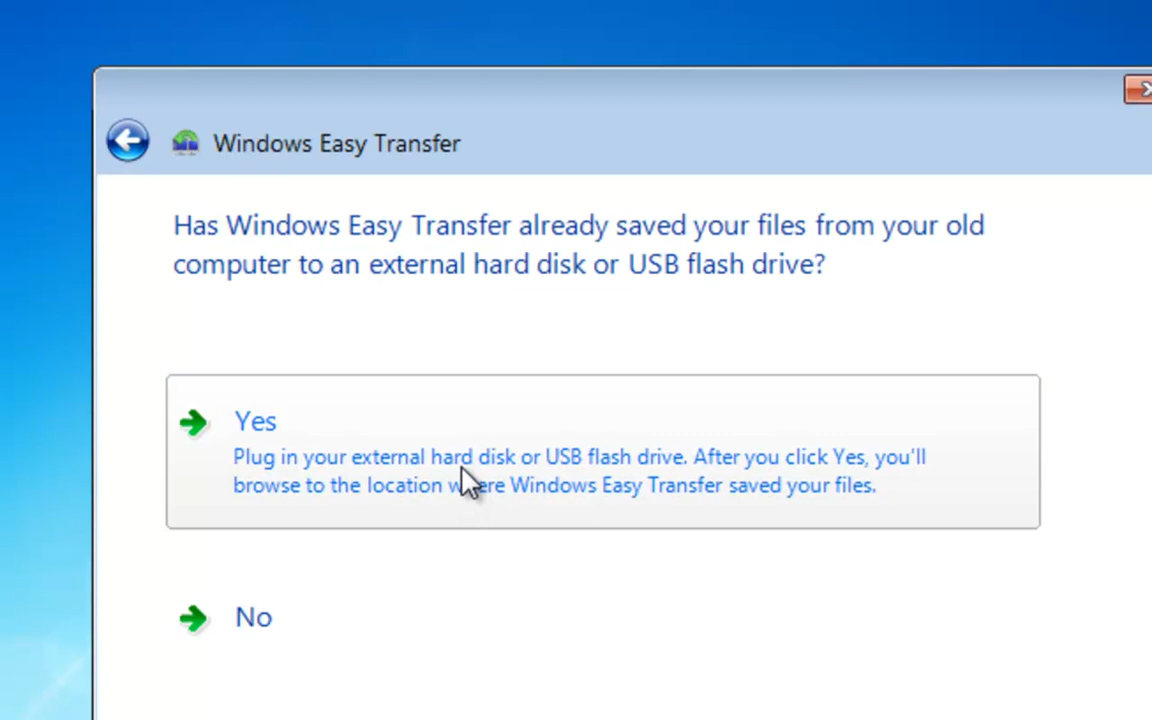 Windows Easy Transfer
Has Windows Easy Transfer already saved your files from your old
computer to an external hard disk or USB flash drive?
Yes
Plug in your external hard disk or USB flash drive. After you click Yes, you'll
browse to the location where Windows Easy Transfer saved your files.
No